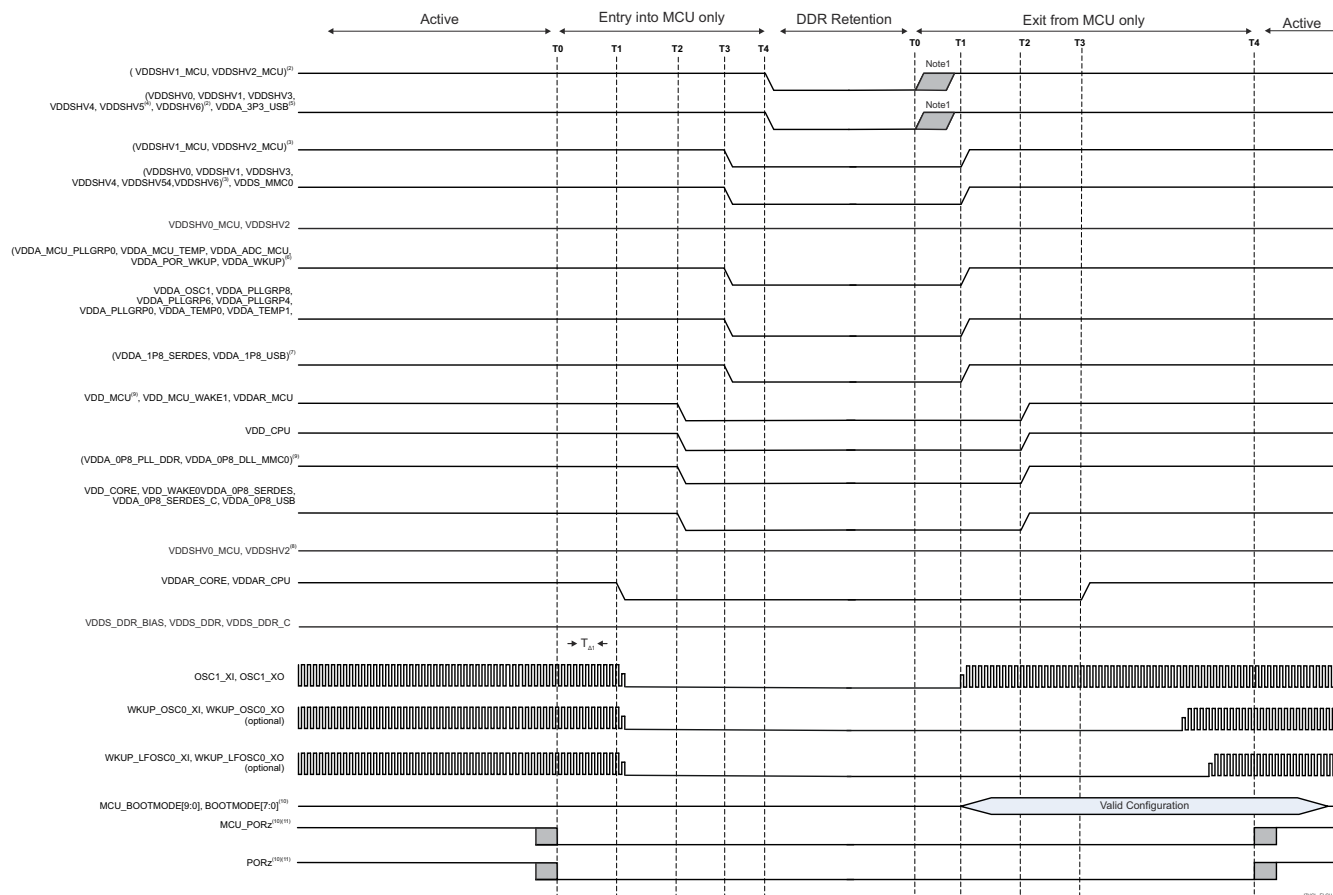 Active
Entry into MCU only
DDR Retention
Exit from MCU only
Active
T0
T1
T2
T3
T4
T0
T1
T2
T3
T4
( VDDSHV1_MCU, VDDSHV2_MCU)(2)
Note1
(VDDSHV0, VDDSHV1, VDDSHV3,
VDDSHV4, VDDSHV5(4), VDDSHV6)(2), VDDA_3P3_USB(5)
Note1
(VDDSHV1_MCU, VDDSHV2_MCU)(3)
(VDDSHV0, VDDSHV1, VDDSHV3,
VDDSHV4, VDDSHV54,VDDSHV6)(3), VDDS_MMC0
VDDSHV0_MCU, VDDSHV2
(VDDA_MCU_PLLGRP0, VDDA_MCU_TEMP, VDDA_ADC_MCU,
VDDA_POR_WKUP, VDDA_WKUP)(6)
VDDA_OSC1, VDDA_PLLGRP8,
VDDA_PLLGRP6, VDDA_PLLGRP4,
VDDA_PLLGRP0, VDDA_TEMP0, VDDA_TEMP1,
(VDDA_1P8_SERDES, VDDA_1P8_USB)(7)
VDD_MCU(9), VDD_MCU_WAKE1, VDDAR_MCU
VDD_CPU
(VDDA_0P8_PLL_DDR, VDDA_0P8_DLL_MMC0)(9)
VDD_CORE, VDD_WAKE0VDDA_0P8_SERDES,
VDDA_0P8_SERDES_C, VDDA_0P8_USB
VDDSHV0_MCU, VDDSHV2(8)
VDDAR_CORE, VDDAR_CPU
VDDS_DDR_BIAS, VDDS_DDR, VDDS_DDR_C
TΔ1
OSC1_XI, OSC1_XO
WKUP_OSC0_XI, WKUP_OSC0_XO
(optional)
WKUP_LFOSC0_XI, WKUP_LFOSC0_XO
(optional)
MCU_BOOTMODE[9:0], BOOTMODE[7:0](10)
Valid Configuration
MCU_PORz(10)(11)
PORz(10)(11)